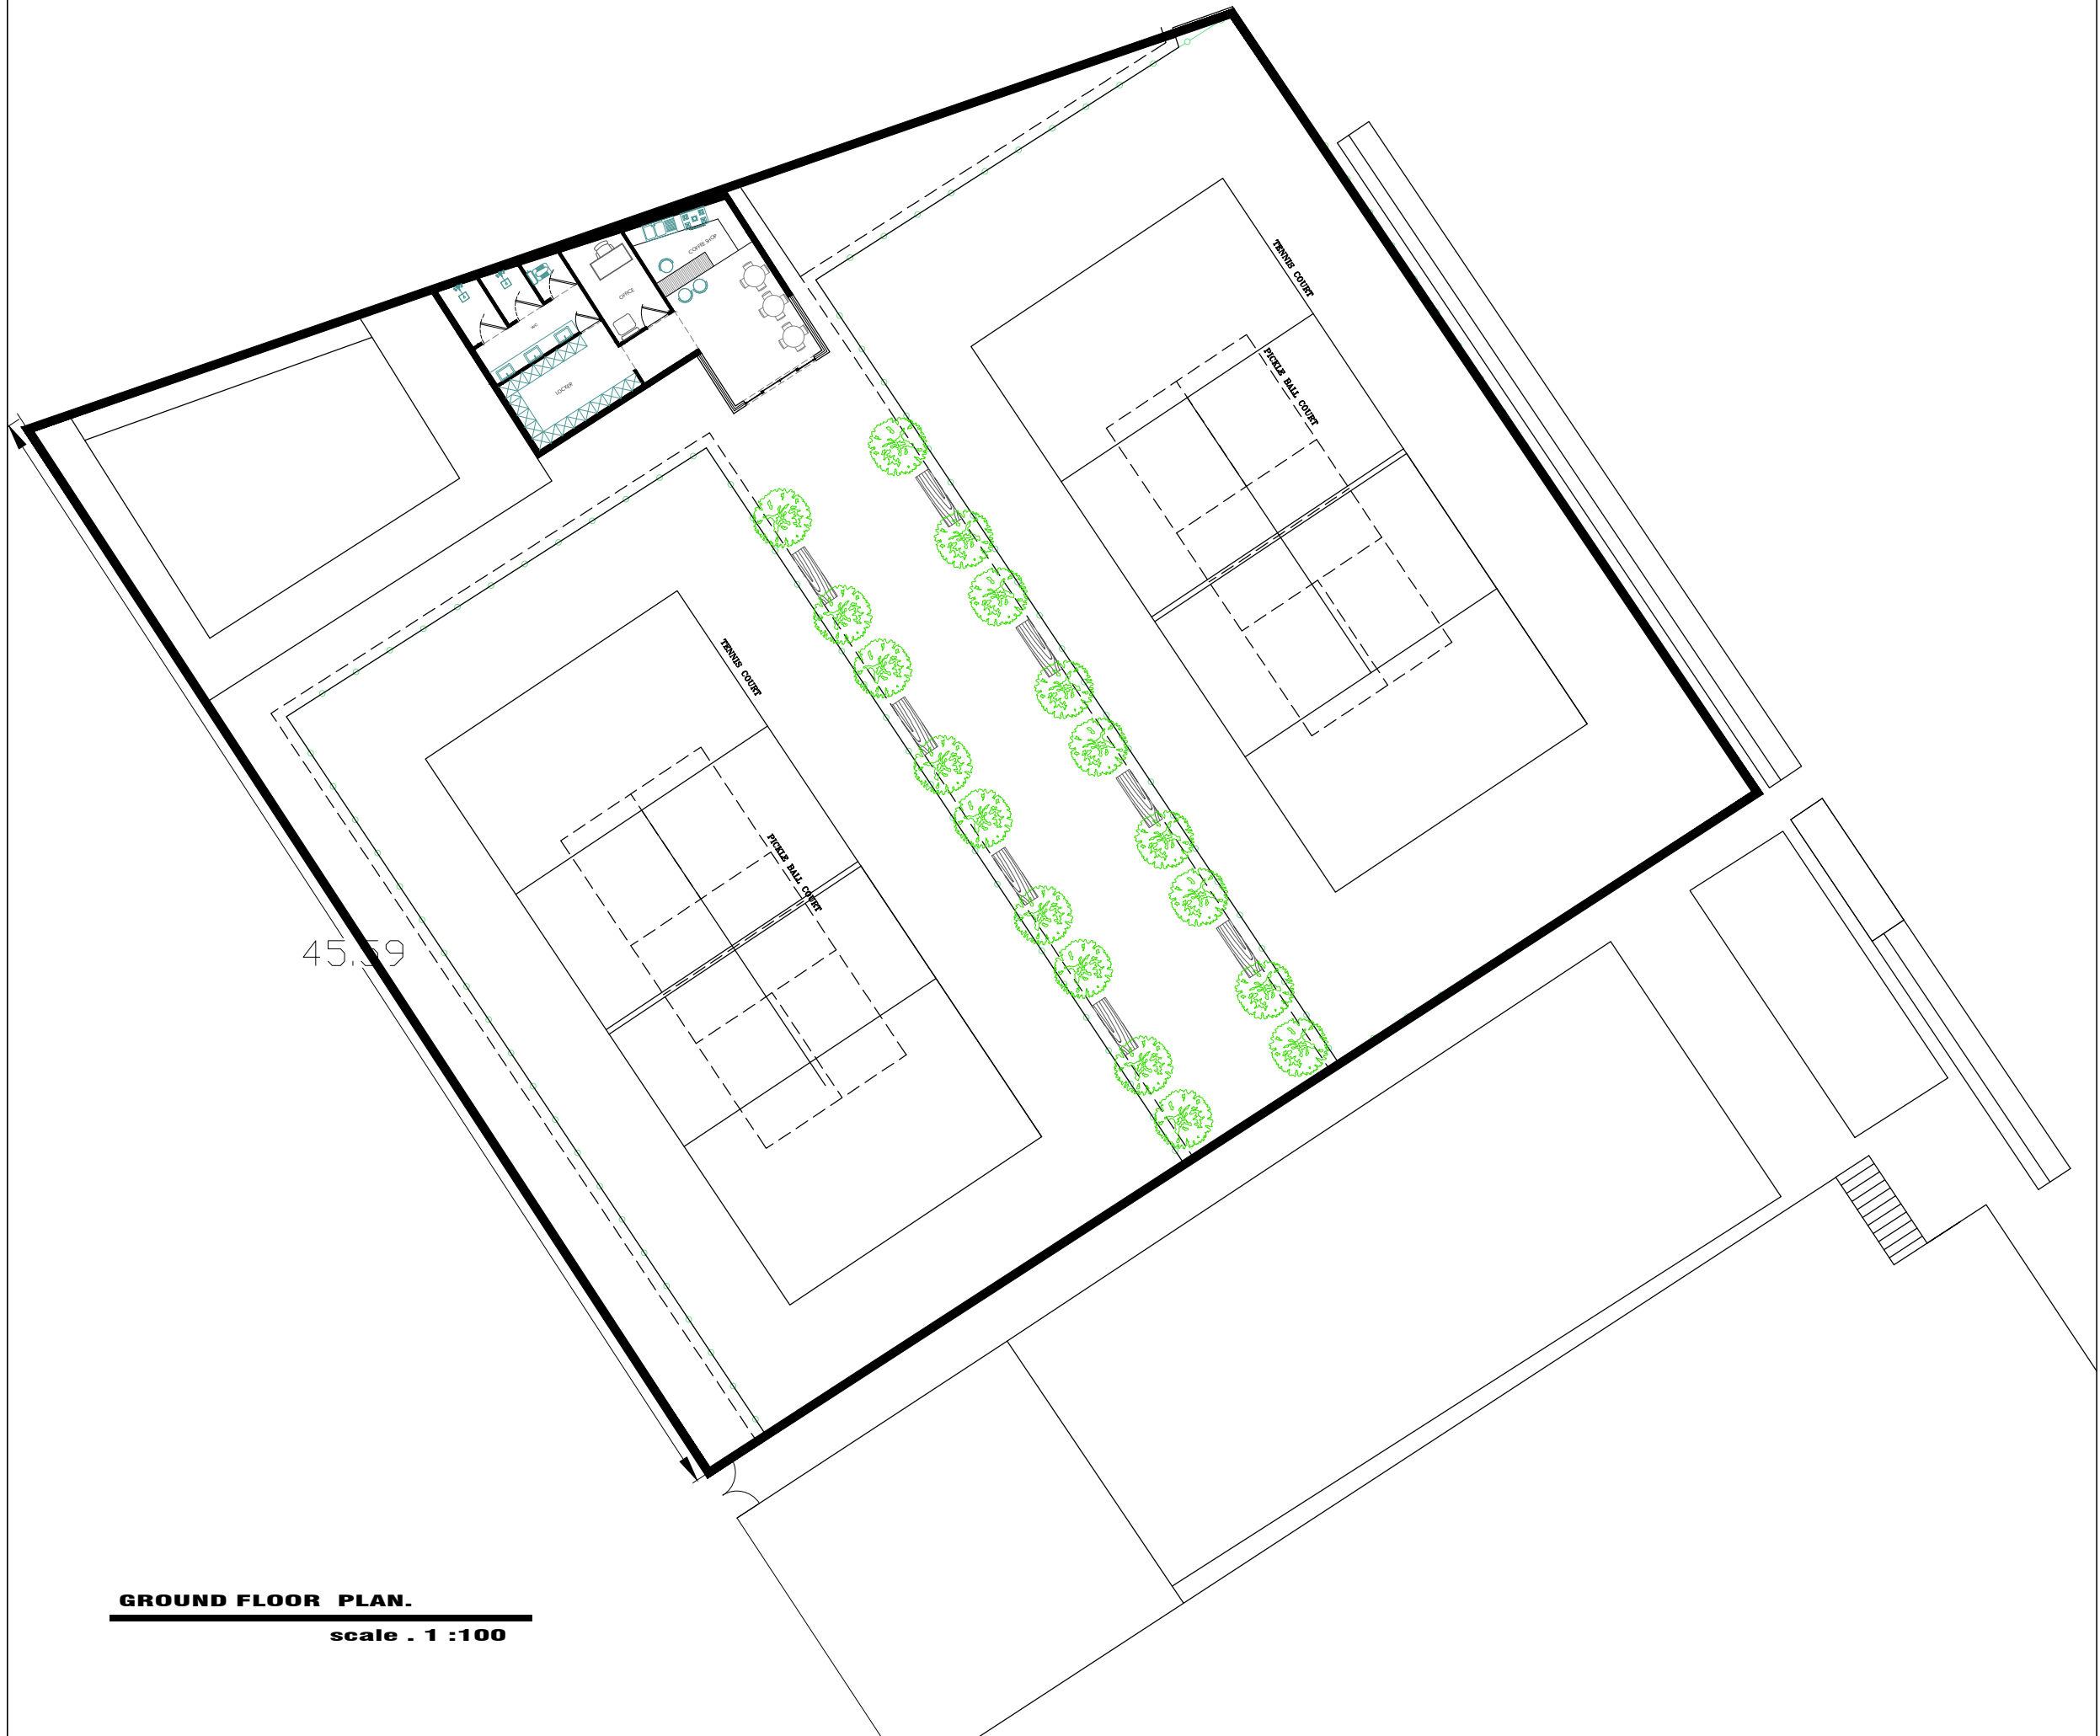 COFFEE SHOP
OFFICE
WC
LOCKER
TENNIS COURT
PICKLE BALL COURT
TENNIS COURT
PICKLE BALL COURT
45.59
GROUND FLOOR PLAN.
scale . 1 :100